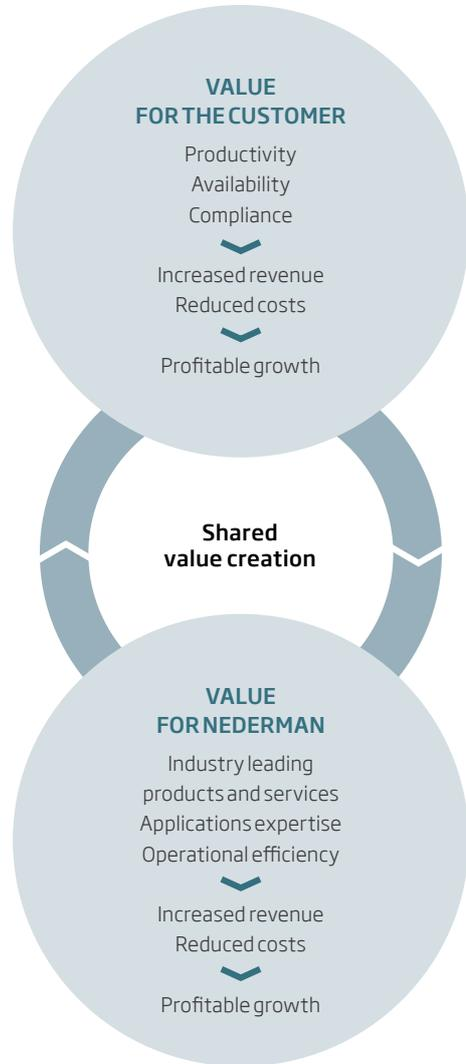 VALUE
FOR THE CUSTOMER
Productivity
Availability
Compliance
Increased revenue
Reduced costs
Profitable growth
Shared
value creation
VALUE
FOR NEDERMAN
Industry leading
products and services
Applications expertise
Operational efficiency
Increased revenue
Reduced costs
Profitable growth